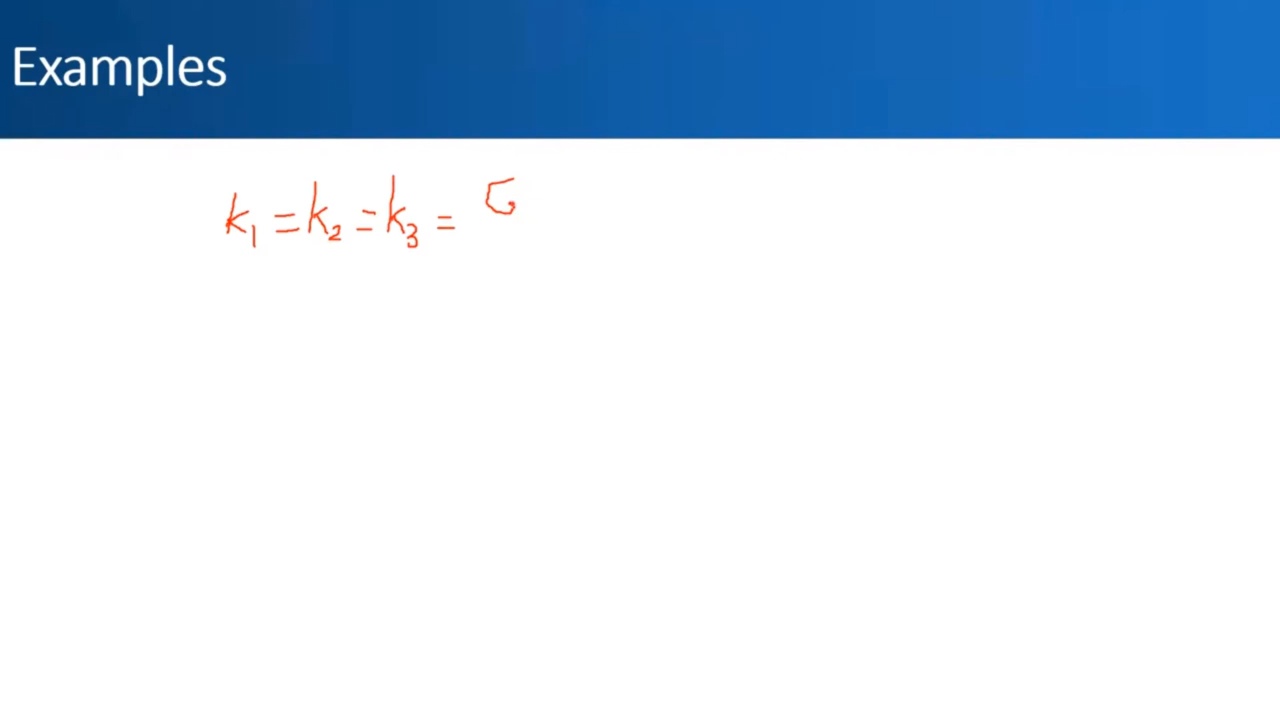 Examples
k₁ = k₂ = k₃ = G